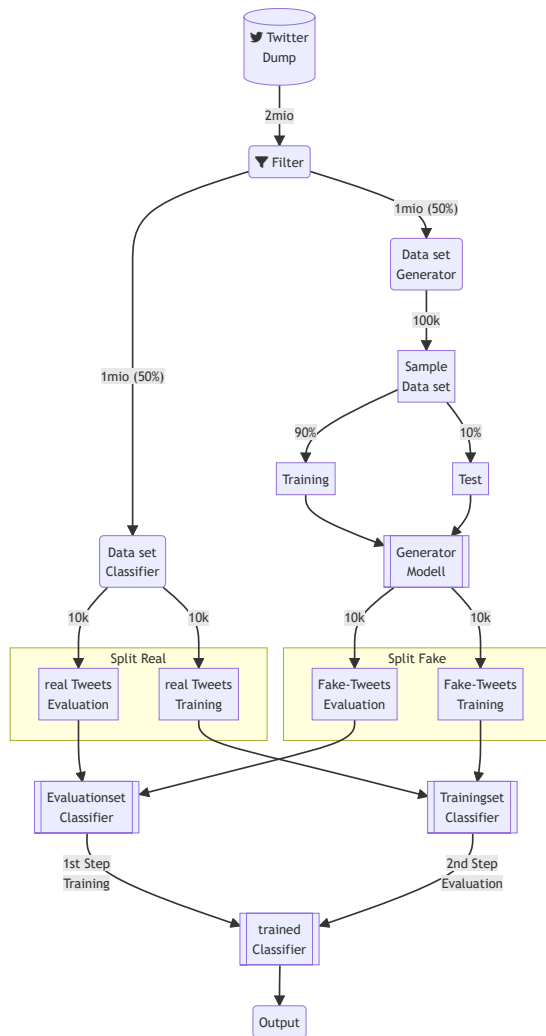 Twitter
Dump
2mio
Filter
1mio (50%)
Data set
Generator
100k
1mio (50%)
Sample
Data set
90%
10%
Training
Test
Data set
Classifier
Generator
Modell
10k
10k
10k
10k
Split Real
Split Fake
real Tweets
Evaluation
real Tweets
Training
Fake-Tweets
Evaluation
Fake-Tweets
Training
Evaluationset
Classifier
Trainingset
Classifier
1st Step
Training
2nd Step
Evaluation
trained
Classifier
Output